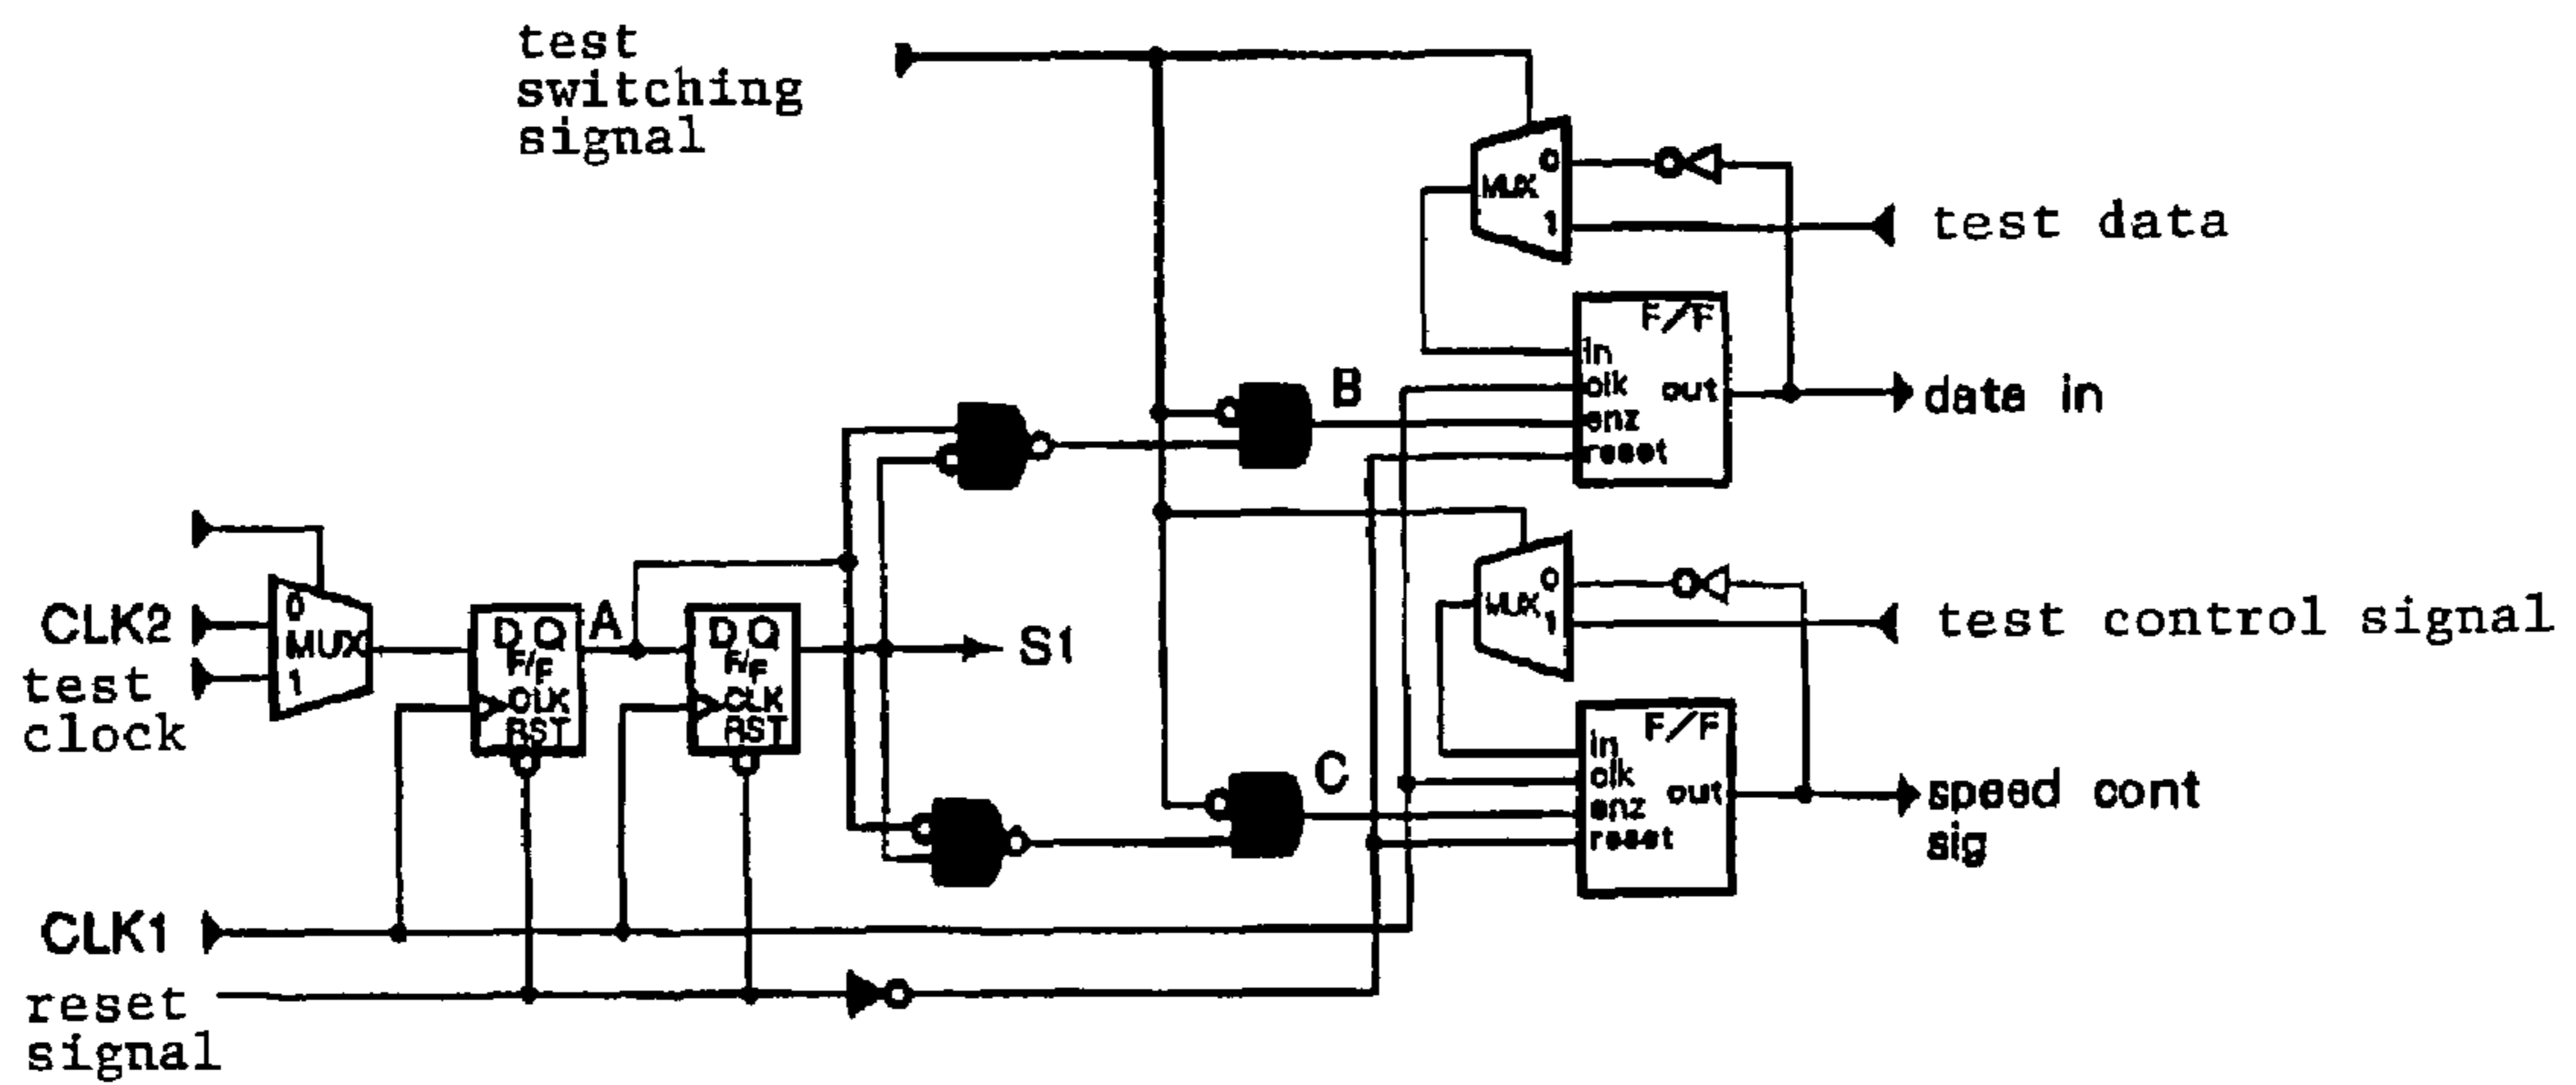 test
switching
signal
0
MUX
1
test data
F/F
in
clk
enz
reset
out
data in
B
CLK2
test
clock
0
MUX
1
D Q
F/F
CLK
RST
A
D Q
F/F
CLK
RST
S1
0
MUX
1
test control signal
C
F/F
in
clk
enz
reset
out
speed cont
sig
CLK1
reset
signal